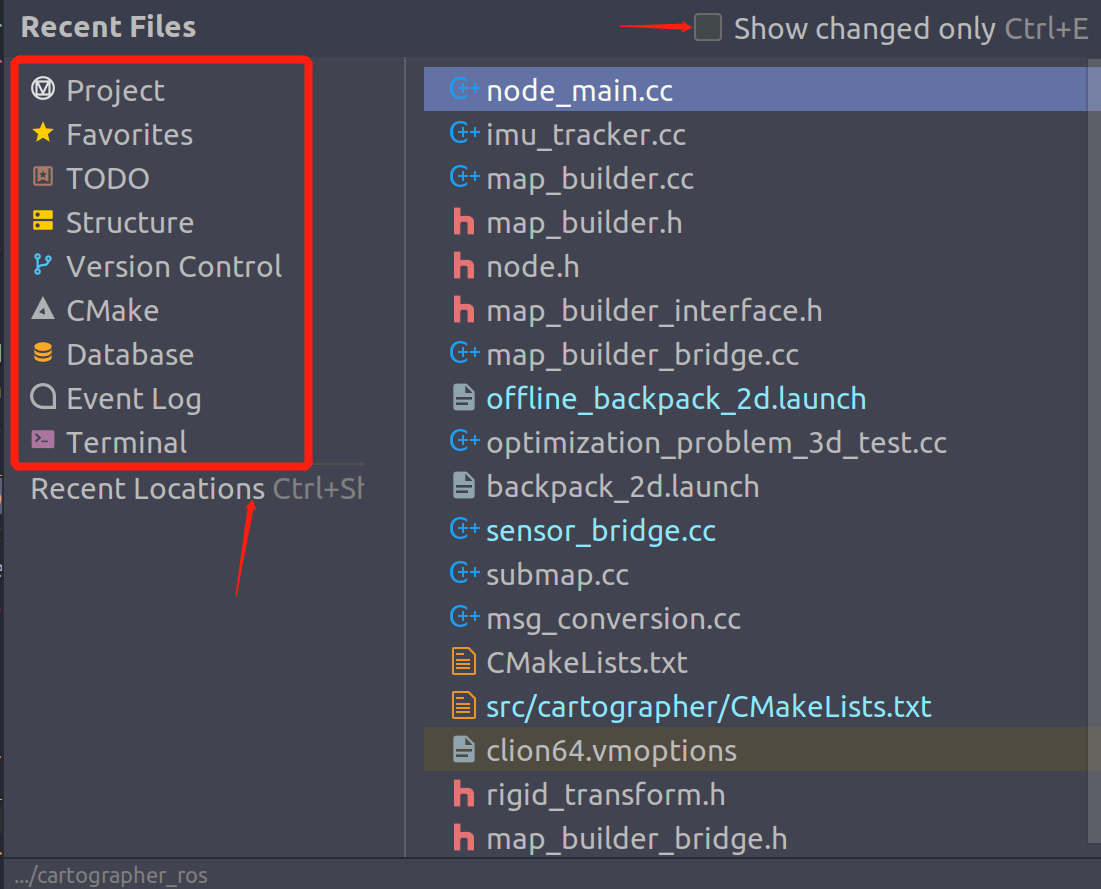 Recent Files
Show changed only Ctrl+E
Project
Favorites
TODO
Structure
Version Control
CMake
Database
Event Log
Terminal
Recent Locations Ctrl+Sh
node_main.cc
imu_tracker.cc
map_builder.cc
map_builder.h
node.h
map_builder_interface.h
map_builder_bridge.cc
offline_backpack_2d.launch
optimization_problem_3d_test.cc
backpack_2d.launch
sensor_bridge.cc
submap.cc
msg_conversion.cc
CMakeLists.txt
src/cartographer/CMakeLists.txt
clion64.vmoptions
rigid_transform.h
map_builder_bridge.h
.../cartographer_ros